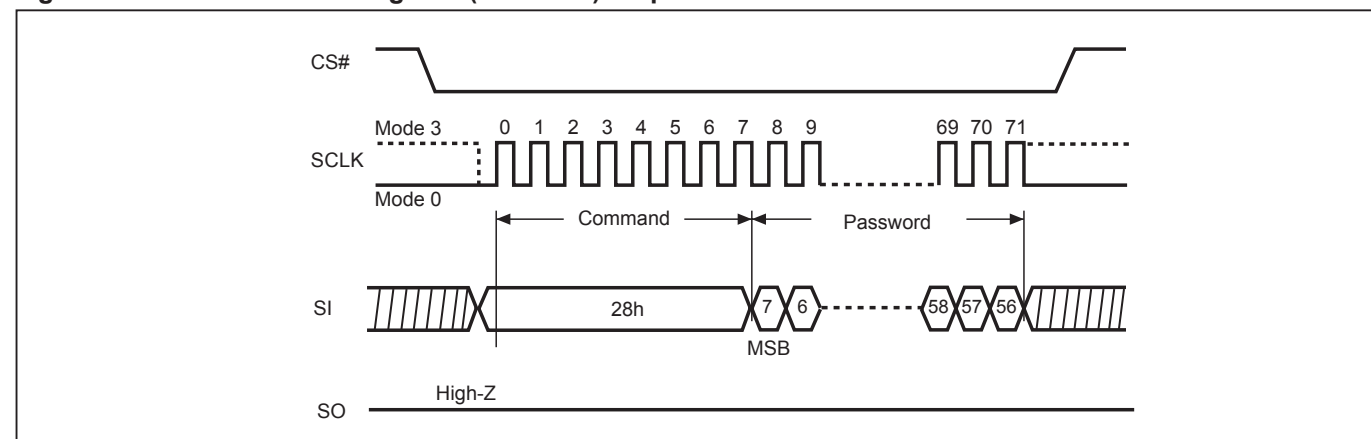 CS#
Mode 3 0 1 2 3 4 5 6 7 8 9 69 70 71
SCLK
Mode 0
Command Password
SI 28h 7 6 58 57 56
MSB
High-Z
SO